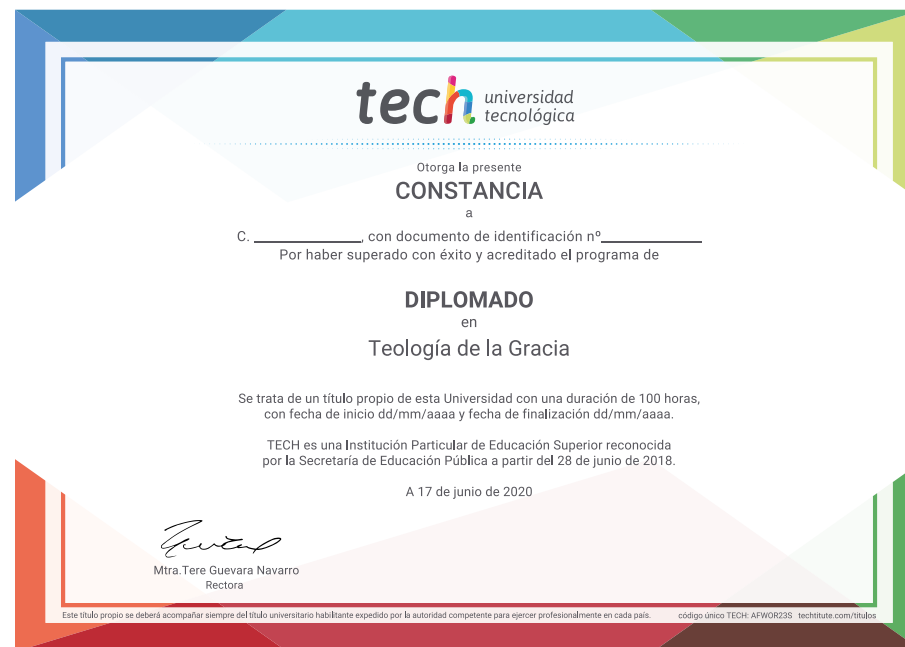 tech universidad
tecnológica
Otorga la presente
CONSTANCIA
a
C. ______________, con documento de identificación nº_____________
Por haber superado con éxito y acreditado el programa de
DIPLOMADO
en
Teología de la Gracia
Se trata de un título propio de esta Universidad con una duración de 100 horas,
con fecha de inicio dd/mm/aaaa y fecha de finalización dd/mm/aaaa.
TECH es una Institución Particular de Educación Superior reconocida
por la Secretaría de Educación Pública a partir del 28 de junio de 2018.
A 17 de junio de 2020
Mtra.Tere Guevara Navarro
Rectora
Este título propio se deberá acompañar siempre del título universitario habilitante expedido por la autoridad competente para ejercer profesionalmente en cada país. código único TECH: AFWOR23S techtitute.com/titulos